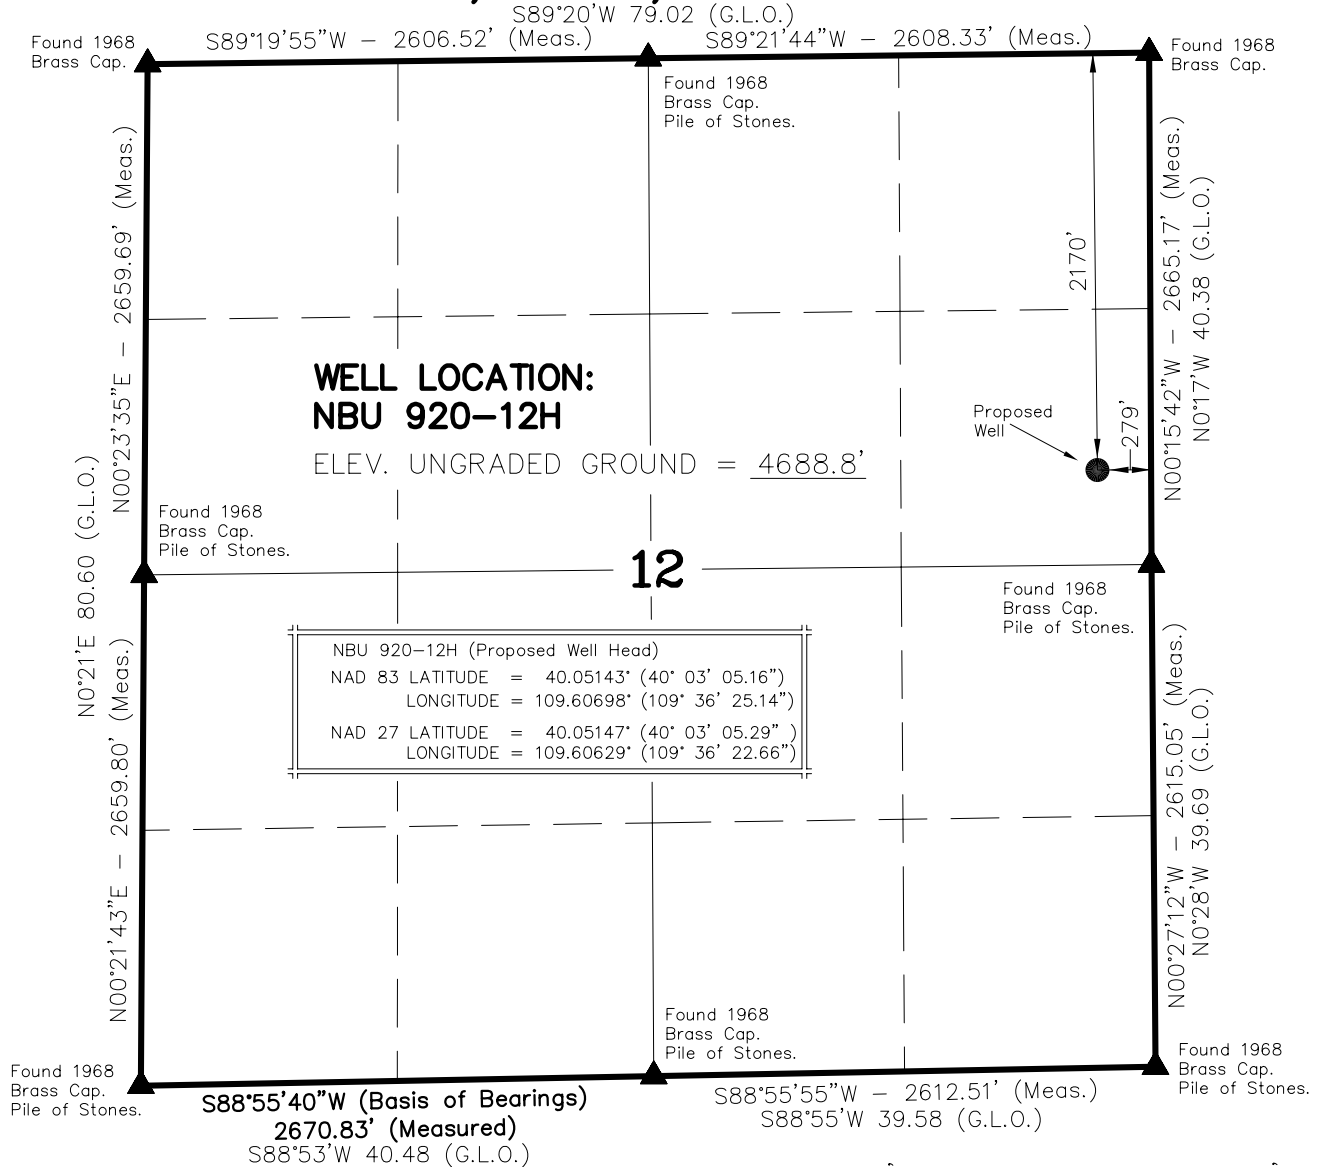 S89°20'W 79.02 (G.L.O.)
S89°19'55"W – 2606.52' (Meas.)
S89°21'44"W – 2608.33' (Meas.)
Found 1968
Brass Cap.
Found 1968
Brass Cap.
Pile of Stones.
Found 1968
Brass Cap.
N00°23'35"E – 2659.69' (Meas.)
N0°21'E 80.60 (G.L.O.)
N00°21'43"E – 2659.80' (Meas.)
2170'
N00°15'42"W – 2665.17' (Meas.)
N0°17'W 40.38 (G.L.O.)
WELL LOCATION:
NBU 920–12H
ELEV. UNGRADED GROUND = 4688.8'
Proposed
Well
279'
Found 1968
Brass Cap.
Pile of Stones.
12
Found 1968
Brass Cap.
Pile of Stones.
NBU 920–12H (Proposed Well Head)
NAD 83 LATITUDE = 40.05143° (40° 03' 05.16")
LONGITUDE = 109.60698° (109° 36' 25.14")
NAD 27 LATITUDE = 40.05147° (40° 03' 05.29" )
LONGITUDE = 109.60629° (109° 36' 22.66")
N00°27'12"W – 2615.05' (Meas.)
N0°28'W 39.69 (G.L.O.)
Found 1968
Brass Cap.
Pile of Stones.
Found 1968
Brass Cap.
Pile of Stones.
Found 1968
Brass Cap.
Pile of Stones.
S88°55'40"W (Basis of Bearings)
2670.83' (Measured)
S88°53'W 40.48 (G.L.O.)
S88°55'55"W – 2612.51' (Meas.)
S88°55'W 39.58 (G.L.O.)